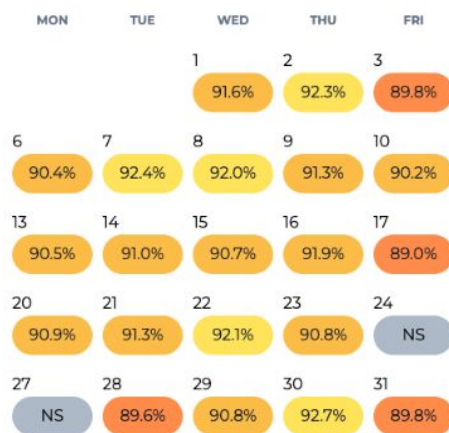 MON TUE WED THU FRI
1 2 3
91.6% 92.3% 89.8%
6 7 8 9 10
90.4% 92.4% 92.0% 91.3% 90.2%
13 14 15 16 17
90.5% 91.0% 90.7% 91.9% 89.0%
20 21 22 23 24
90.9% 91.3% 92.1% 90.8% NS
27 28 29 30 31
NS 89.6% 90.8% 92.7% 89.8%